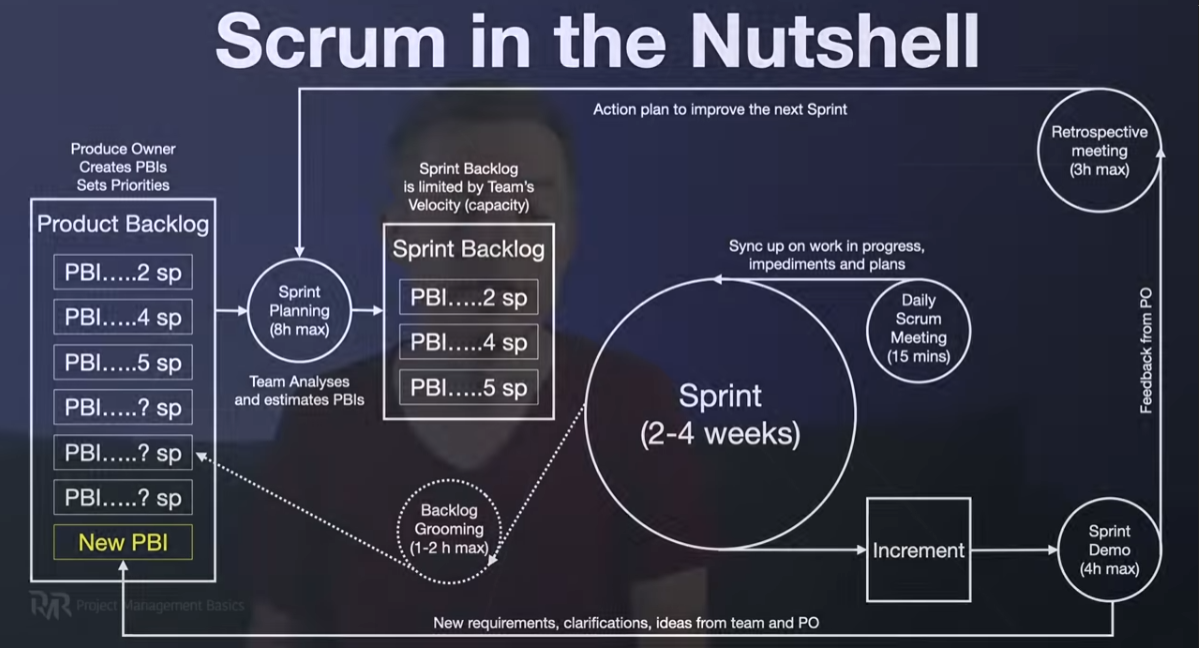 Scrum in the Nutshell
Action plan to improve the next Sprint
Retrospective
meeting
(3h max)
Produce Owner
Creates PBIs
Sets Priorities
Product Backlog
PBI.....2 sp
PBI.....4 sp
PBI.....5 sp
PBI.....? sp
PBI.....? sp
PBI.....? sp
New PBI
Sprint
Planning
(8h max)
Team Analyses
and estimates PBIs
Sprint Backlog
is limited by Team's
Velocity (capacity)
Sprint Backlog
PBI.....2 sp
PBI.....4 sp
PBI.....5 sp
Backlog
Grooming
(1-2 h max)
Sync up on work in progress,
impediments and plans
Daily
Scrum
Meeting
(15 mins)
Sprint
(2-4 weeks)
Increment
Sprint
Demo
(4h max)
Feedback from PO
New requirements, clarifications, ideas from team and PO
Project Management Basics